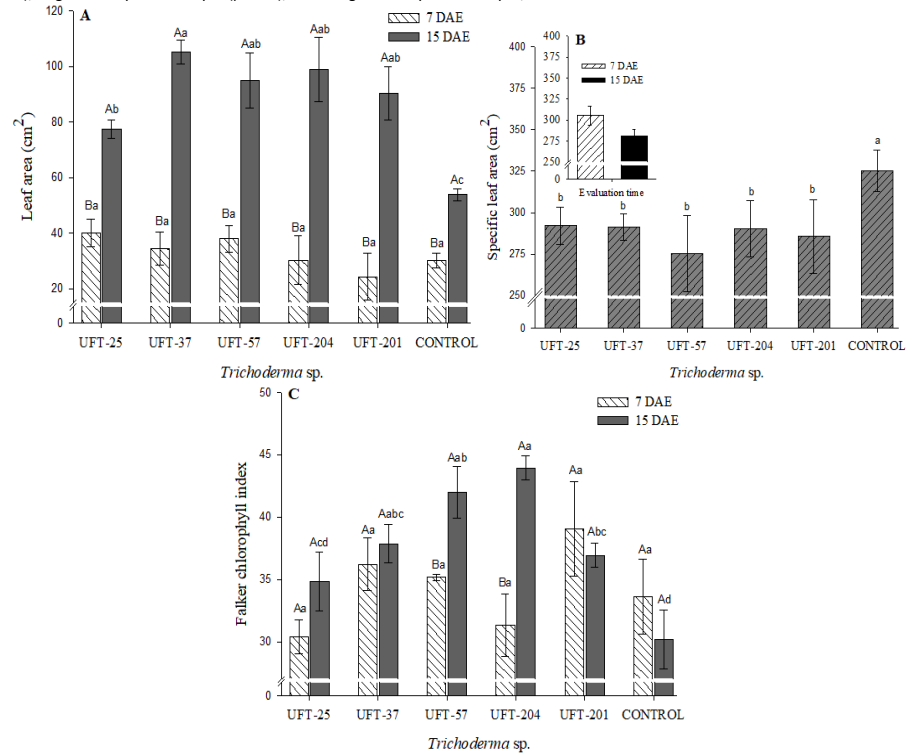 A
7 DAE
15 DAE
Leaf area (cm2)
120
100
80
60
40
20
0
Ba
Ab
Ba
Aa
Ba
Aab
Ba
Aab
Ba
Aab
Ba
Ac
UFT-25 UFT-37 UFT-57 UFT-204 UFT-201 CONTROL
Trichoderma sp.
B
7 DAE
15 DAE
400
375
350
325
300
275
250
0
Evaluation time
Specific leaf area (cm2)
400
350
325
300
275
250
0
b
b
b
b
b
a
UFT-25 UFT-37 UFT-57 UFT-204 UFT-201 CONTROL
Trichoderma sp.
C
7 DAE
15 DAE
Falker chlorophyll index
50
45
40
35
30
0
Aa
Acd
Aa
Aabc
Ba
Aab
Ba
Aa
Aa
Abc
Aa
Ad
UFT-25 UFT-37 UFT-57 UFT-204 UFT-201 CONTROL
Trichoderma sp.